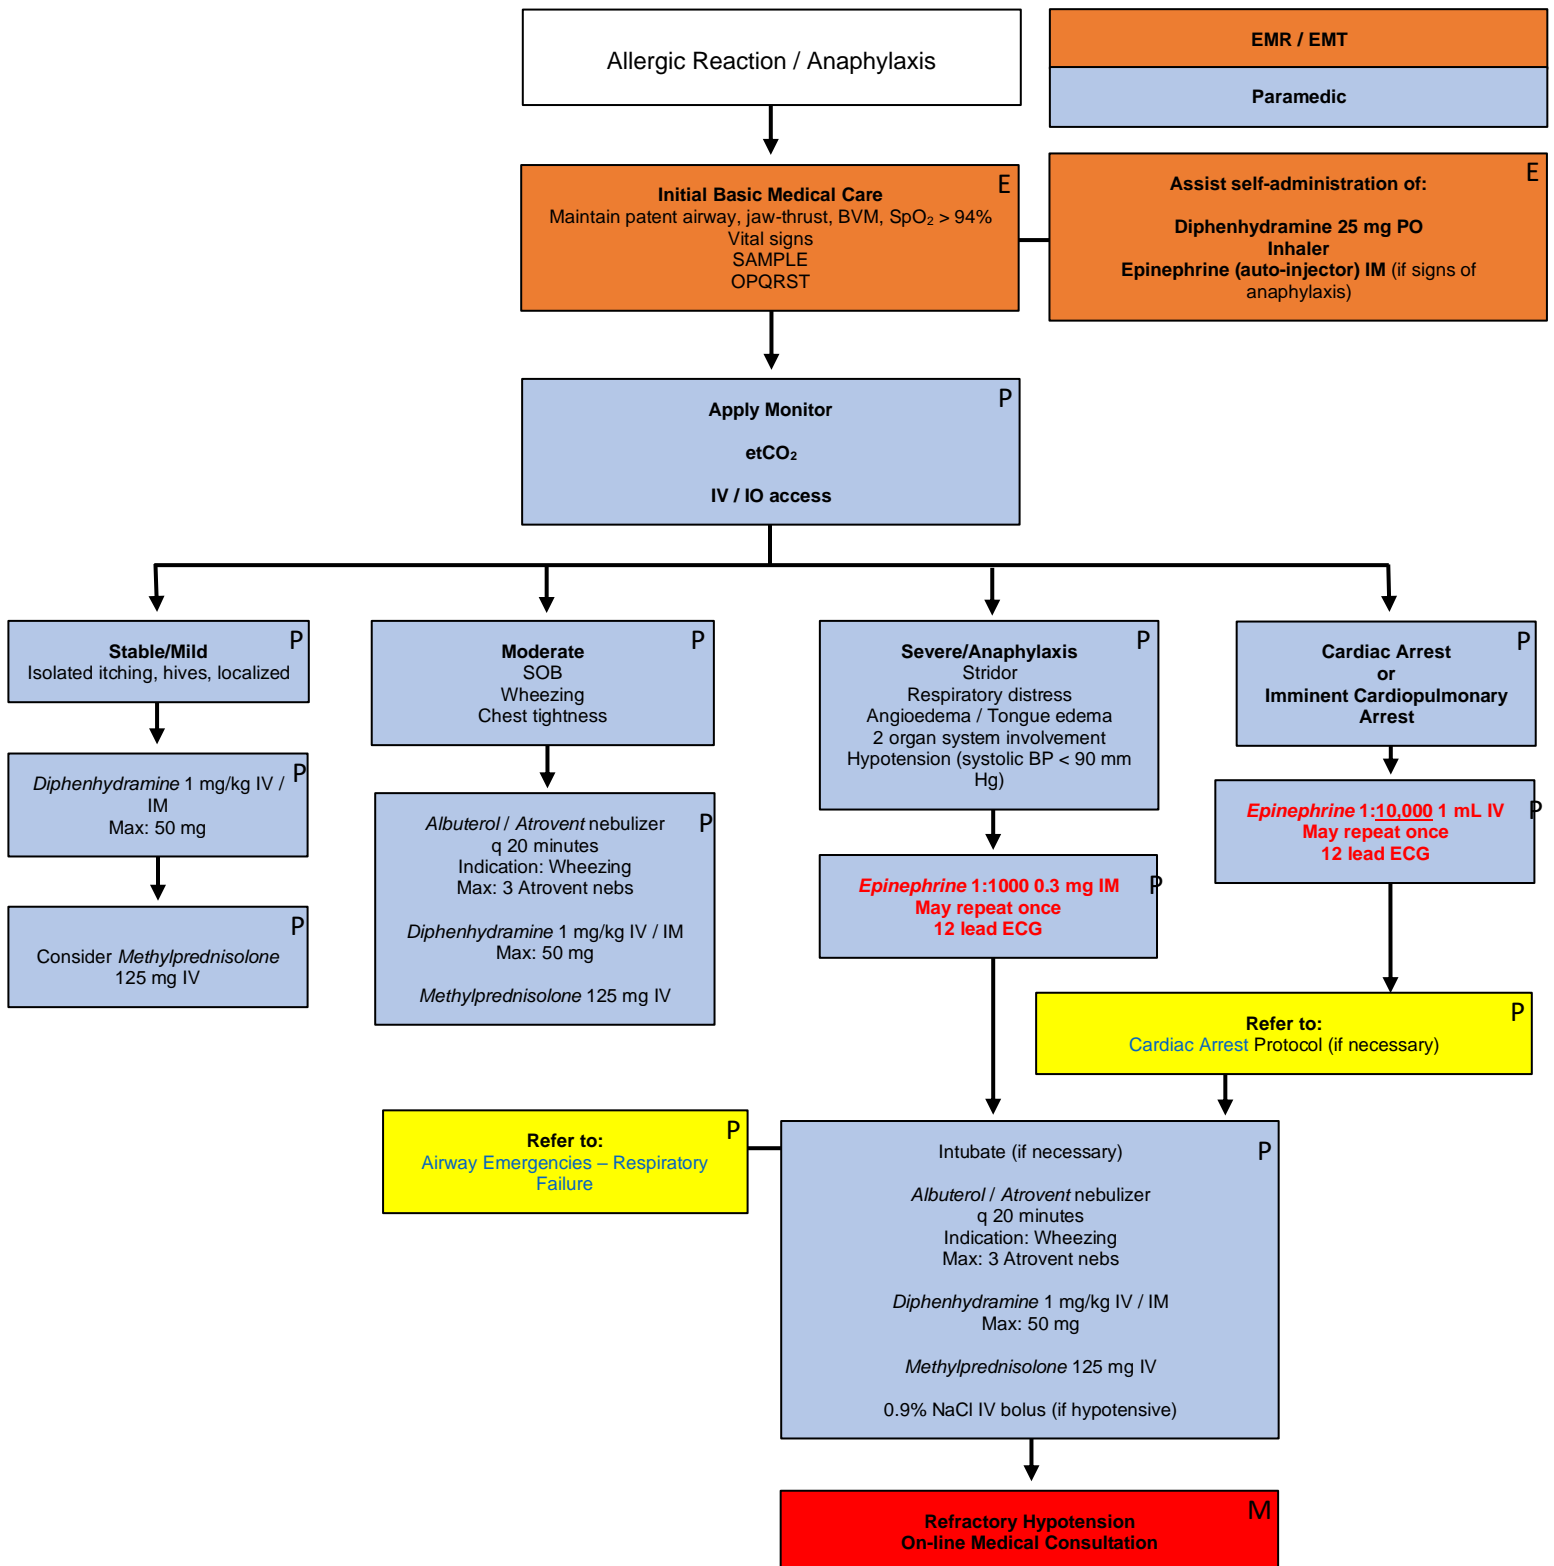 Allergic Reaction / Anaphylaxis
EMR / EMT
Paramedic
E
Initial Basic Medical Care
Maintain patent airway, jaw-thrust, BVM, SpO₂ > 94%
Vital signs
SAMPLE
OPQRST
E
Assist self-administration of:
Diphenhydramine 25 mg PO
Inhaler
Epinephrine (auto-injector) IM (if signs of
anaphylaxis)
P
Apply Monitor
etCO₂
IV / IO access
P
Stable/Mild
Isolated itching, hives, localized
P
Diphenhydramine 1 mg/kg IV /
IM
Max: 50 mg
P
Consider Methylprednisolone
125 mg IV
P
Moderate
SOB
Wheezing
Chest tightness
P
Albuterol / Atrovent nebulizer
q 20 minutes
Indication: Wheezing
Max: 3 Atrovent nebs
Diphenhydramine 1 mg/kg IV / IM
Max: 50 mg
Methylprednisolone 125 mg IV
P
Severe/Anaphylaxis
Stridor
Respiratory distress
Angioedema / Tongue edema
2 organ system involvement
Hypotension (systolic BP < 90 mm
Hg)
P
Epinephrine 1:1000 0.3 mg IM
May repeat once
12 lead ECG
P
Cardiac Arrest
or
Imminent Cardiopulmonary
Arrest
P
Epinephrine 1:10,000 1 mL IV
May repeat once
12 lead ECG
P
Refer to:
Cardiac Arrest Protocol (if necessary)
P
Refer to:
Airway Emergencies – Respiratory
Failure
P
Intubate (if necessary)
Albuterol / Atrovent nebulizer
q 20 minutes
Indication: Wheezing
Max: 3 Atrovent nebs
Diphenhydramine 1 mg/kg IV / IM
Max: 50 mg
Methylprednisolone 125 mg IV
0.9% NaCl IV bolus (if hypotensive)
M
Refractory Hypotension
On-line Medical Consultation